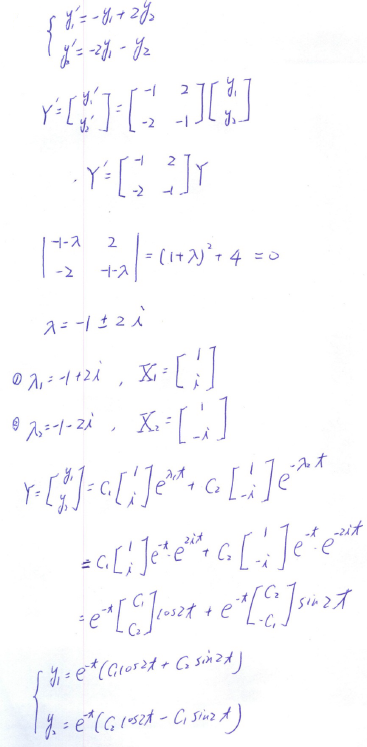 { y₁' = -y₁ + 2y₂
y₂' = -2y₁ - y₂
Y' = [y₁' ; y₂'] = [-1 2 ; -2 -1][y₁ ; y₂]
. Y' = [-1 2 ; -2 -1] Y
|-1-λ 2 ; -2 -1-λ| = (1+λ)² + 4 = 0
λ = -1 ± 2i
① λ₁ = -1+2i , X₁ = [1 ; i]
② λ₂ = -1-2i , X₂ = [1 ; -i]
Y = [y₁ ; y₂] = C₁[1 ; i]e^{λ₁t} + C₂[1 ; -i]e^{-λ₂t}
= C₁[1 ; i]e^{-t}·e^{2it} + C₂[1 ; -i]e^{-t}·e^{-2it}
= e^{-t}[C₁ ; C₂]cos2t + e^{-t}[C₂ ; -C₁]sin2t
{ y₁ = e^{-t}(C₁cos2t + C₂sin2t)
y₂ = e^{-t}(C₂cos2t - C₁sin2t)